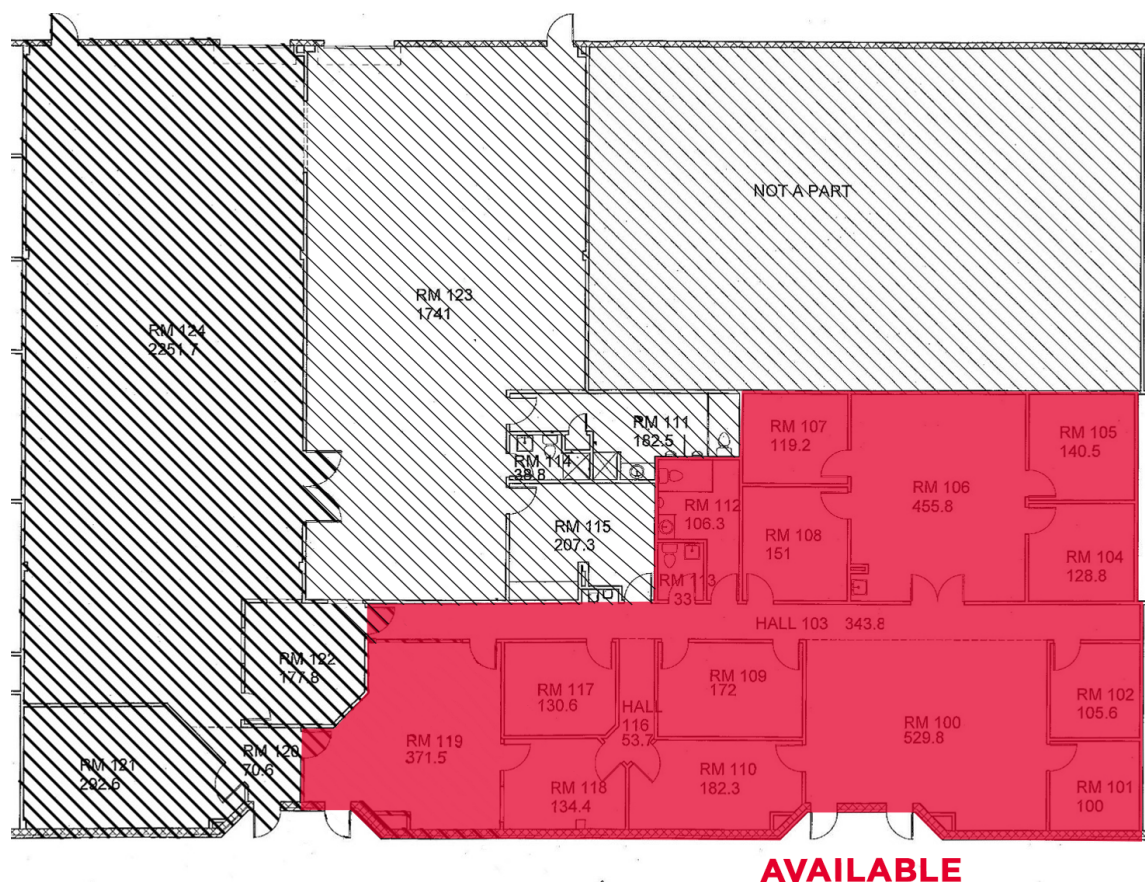 NOT A PART
RM 123
1741
RM 124
2251.7
RM 111
182.5
RM 107
119.2
RM 105
140.5
RM 114
38.8
RM 106
455.8
RM 112
106.3
RM 115
207.3
RM 108
151
RM 104
128.8
RM 113
33
HALL 103 343.8
RM 122
177.8
RM 117
130.6
RM 109
172
HALL
116
53.7
RM 102
105.6
RM 100
529.8
RM 119
371.5
RM 120
70.6
RM 121
292.6
RM 118
134.4
RM 110
182.3
RM 101
100
AVAILABLE